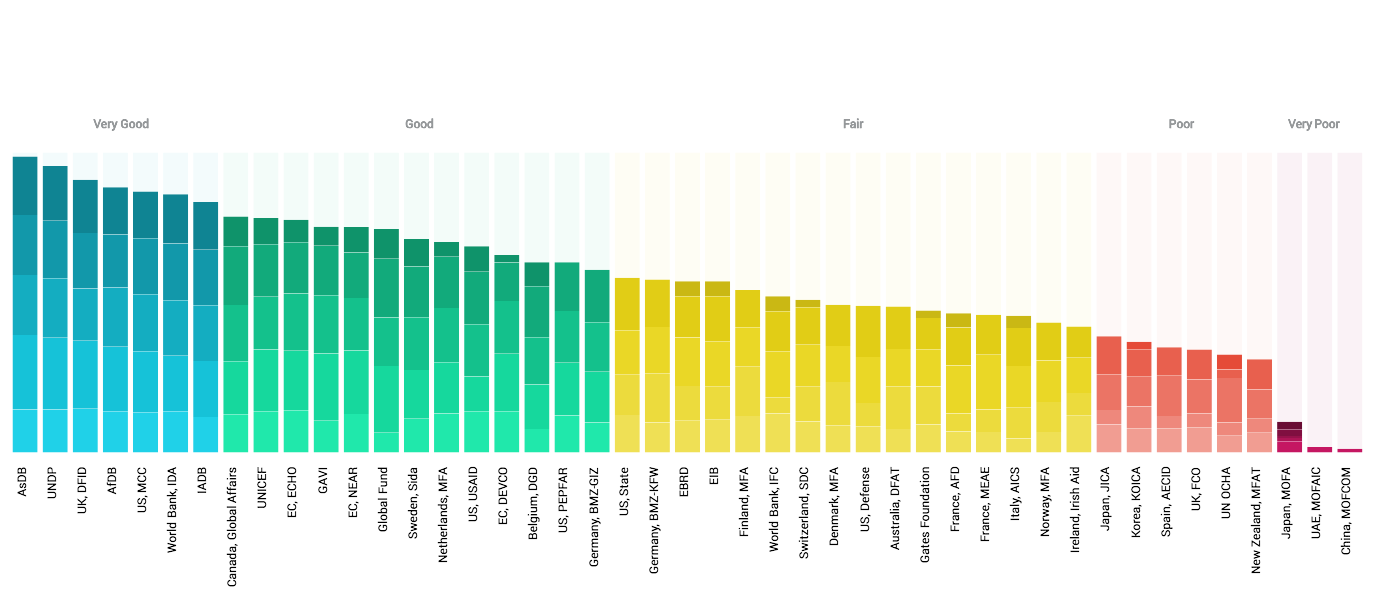 Very Good
Good
Fair
Poor
Very Poor
AsDB
UNDP
UK, DFID
AfDB
US, MCC
World Bank, IDA
IADB
Canada, Global Affairs
UNICEF
EC, ECHO
GAVI
EC, NEAR
Global Fund
Sweden, Sida
Netherlands, MFA
US, USAID
EC, DEVCO
Belgium, DGD
US, PEPFAR
Germany, BMZ-GIZ
US, State
Germany, BMZ-KFW
EBRD
EIB
Finland, MFA
World Bank, IFC
Switzerland, SDC
Denmark, MFA
US, Defense
Australia, DFAT
Gates Foundation
France, AFD
France, MEAE
Italy, AICS
Norway, MFA
Ireland, Irish Aid
Japan, JICA
Korea, KOICA
Spain, AECID
UK, FCO
UN OCHA
New Zealand, MFAT
Japan, MOFA
UAE, MOFAIC
China, MOFCOM